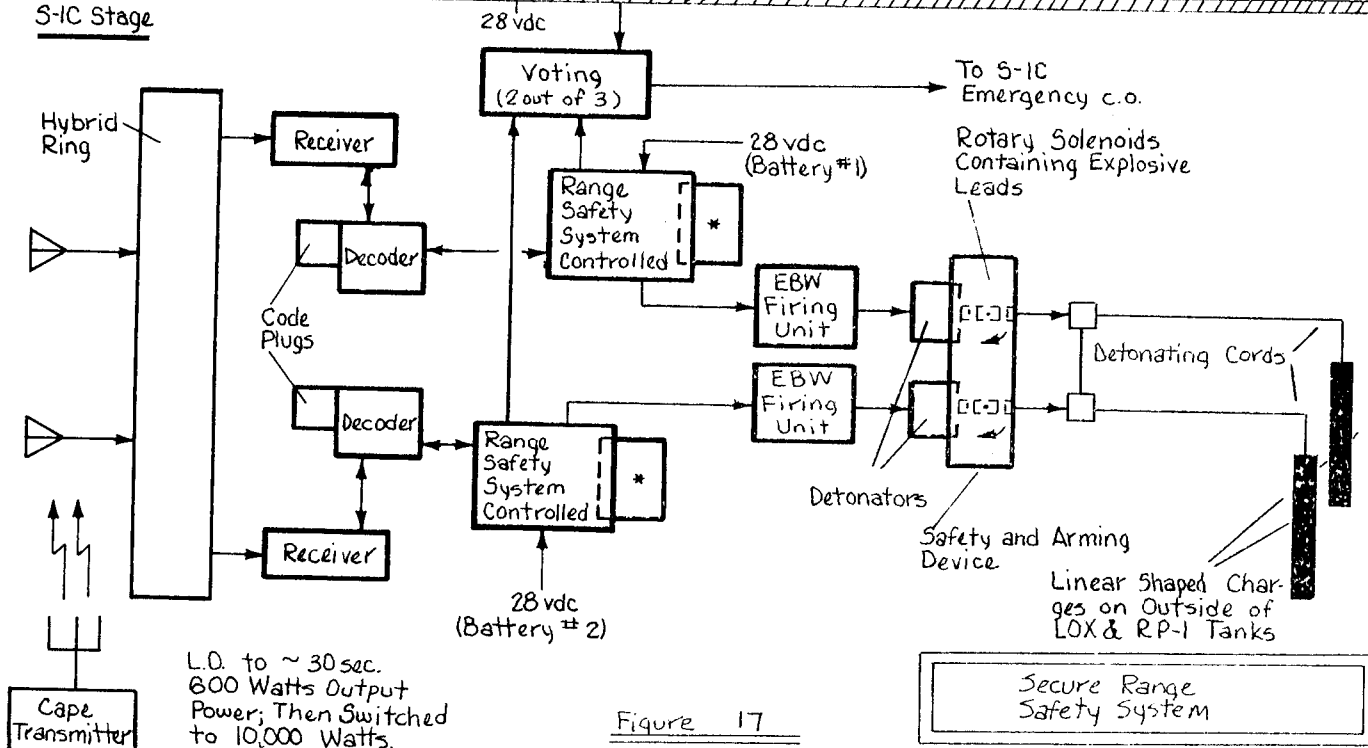 S-IC Stage
28 vdc
Voting
(2 out of 3)
To S-IC
Emergency c.o.
Hybrid
Ring
Receiver
28 vdc
(Battery #1)
Rotary Solenoids
Containing Explosive
Leads
Range
Safety
System
Controlled
*
Decoder
EBW
Firing
Unit
Code
Plugs
Detonating Cords
EBW
Firing
Unit
Decoder
Range
Safety
System
Controlled
*
Detonators
Receiver
Safety and Arming
Device
Linear Shaped Char-
ges on Outside of
LOX & RP-1 Tanks
28 vdc
(Battery #2)
L.O. to ~ 30 sec.
600 Watts Output
Power; Then Switched
to 10,000 Watts.
Cape
Transmitter
Figure 17
Secure Range
Safety System